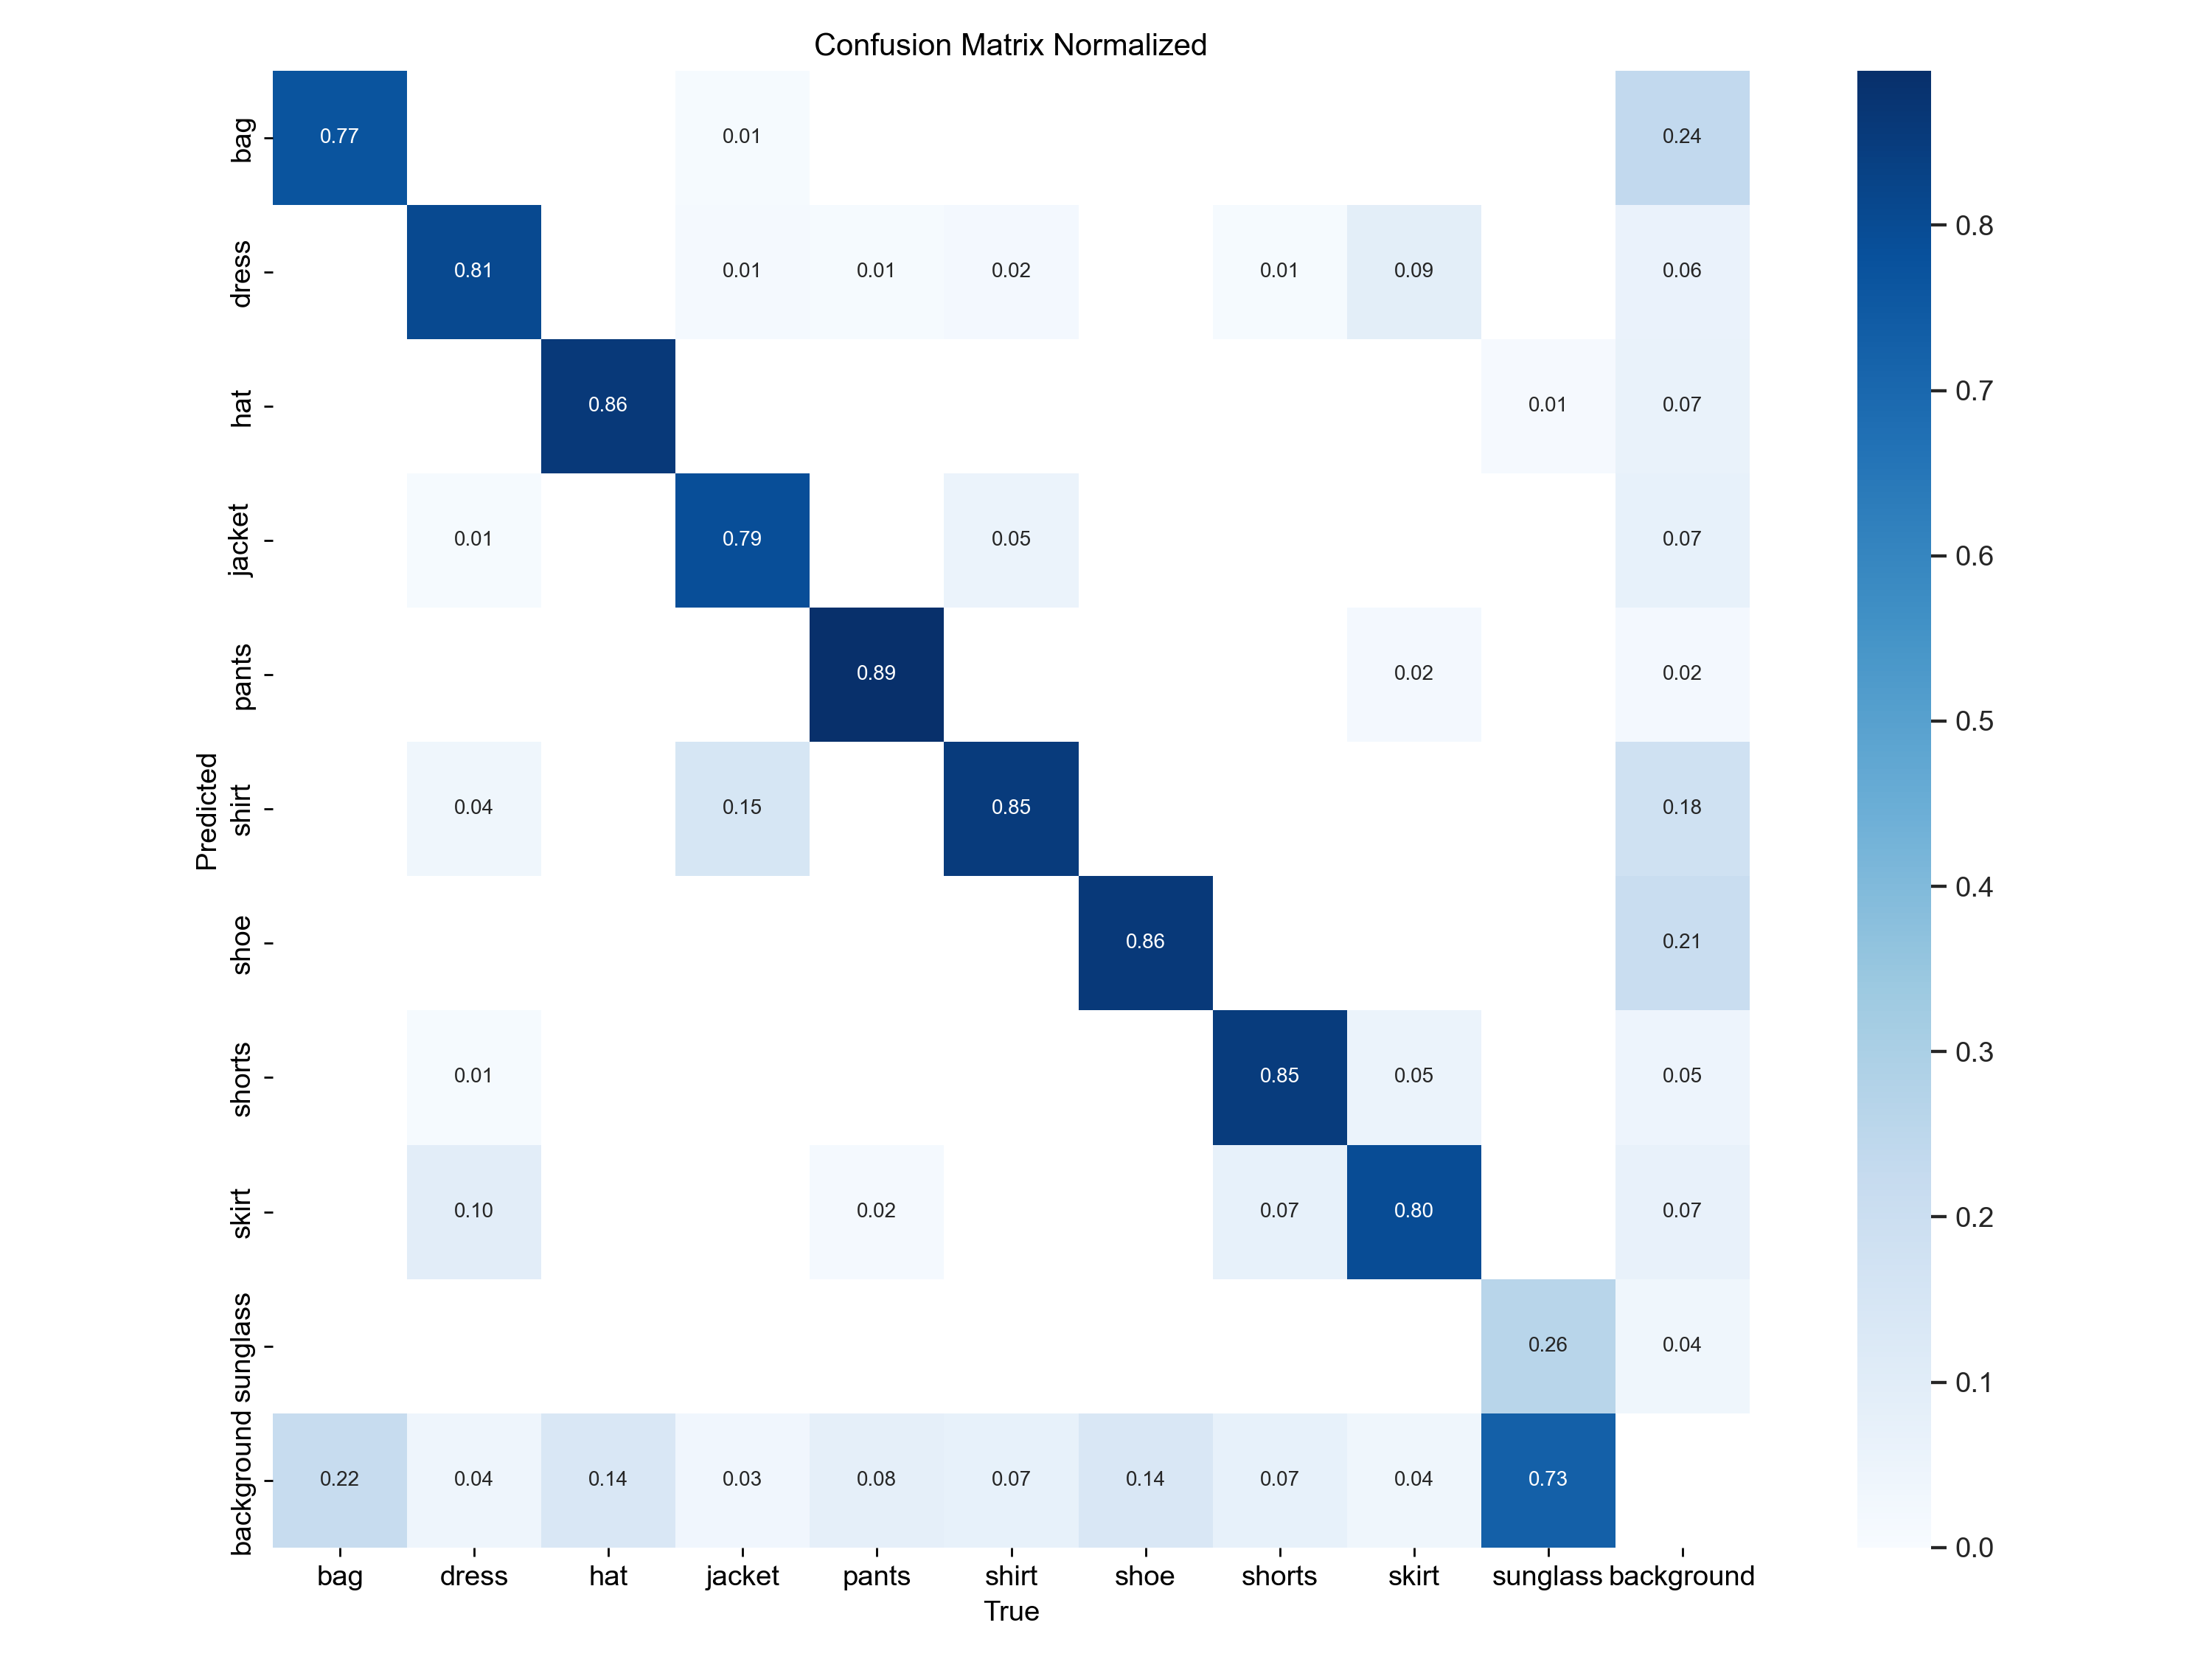 Confusion Matrix Normalized
bag 0.77 0.01 0.24
dress 0.81 0.01 0.01 0.02 0.01 0.09 0.06
hat 0.86 0.01 0.07
jacket 0.01 0.79 0.05 0.07
pants 0.89 0.02 0.02
shirt 0.04 0.15 0.85 0.18
shoe 0.86 0.21
shorts 0.01 0.85 0.05 0.05
skirt 0.10 0.02 0.07 0.80 0.07
sunglass 0.26 0.04
background 0.22 0.04 0.14 0.03 0.08 0.07 0.14 0.07 0.04 0.73
Predicted
bag dress hat jacket pants shirt shoe shorts skirt sunglass background
True
0.8
0.7
0.6
0.5
0.4
0.3
0.2
0.1
0.0